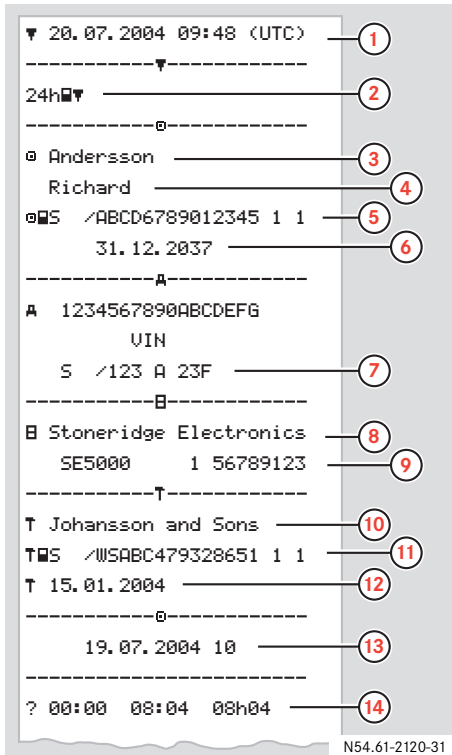 ▼ 20.07.2004 09:48 (UTC)
1
-----------▼------------
24h■▼
2
-----------⊙------------
⊙ Andersson
3
Richard
4
⊙■S /ABCD6789012345 1 1
5
31.12.2037
6
-----------A------------
A 1234567890ABCDEFG
VIN
S /123 A 23F
7
-----------B------------
B Stoneridge Electronics
8
SE5000 1 56789123
9
-----------T------------
T Johansson and Sons
10
T■S /WSABC479328651 1 1
11
T 15.01.2004
12
-----------⊙------------
19.07.2004 10
13
------------------------
? 00:00 08:04 08h04
14
N54.61-2120-31